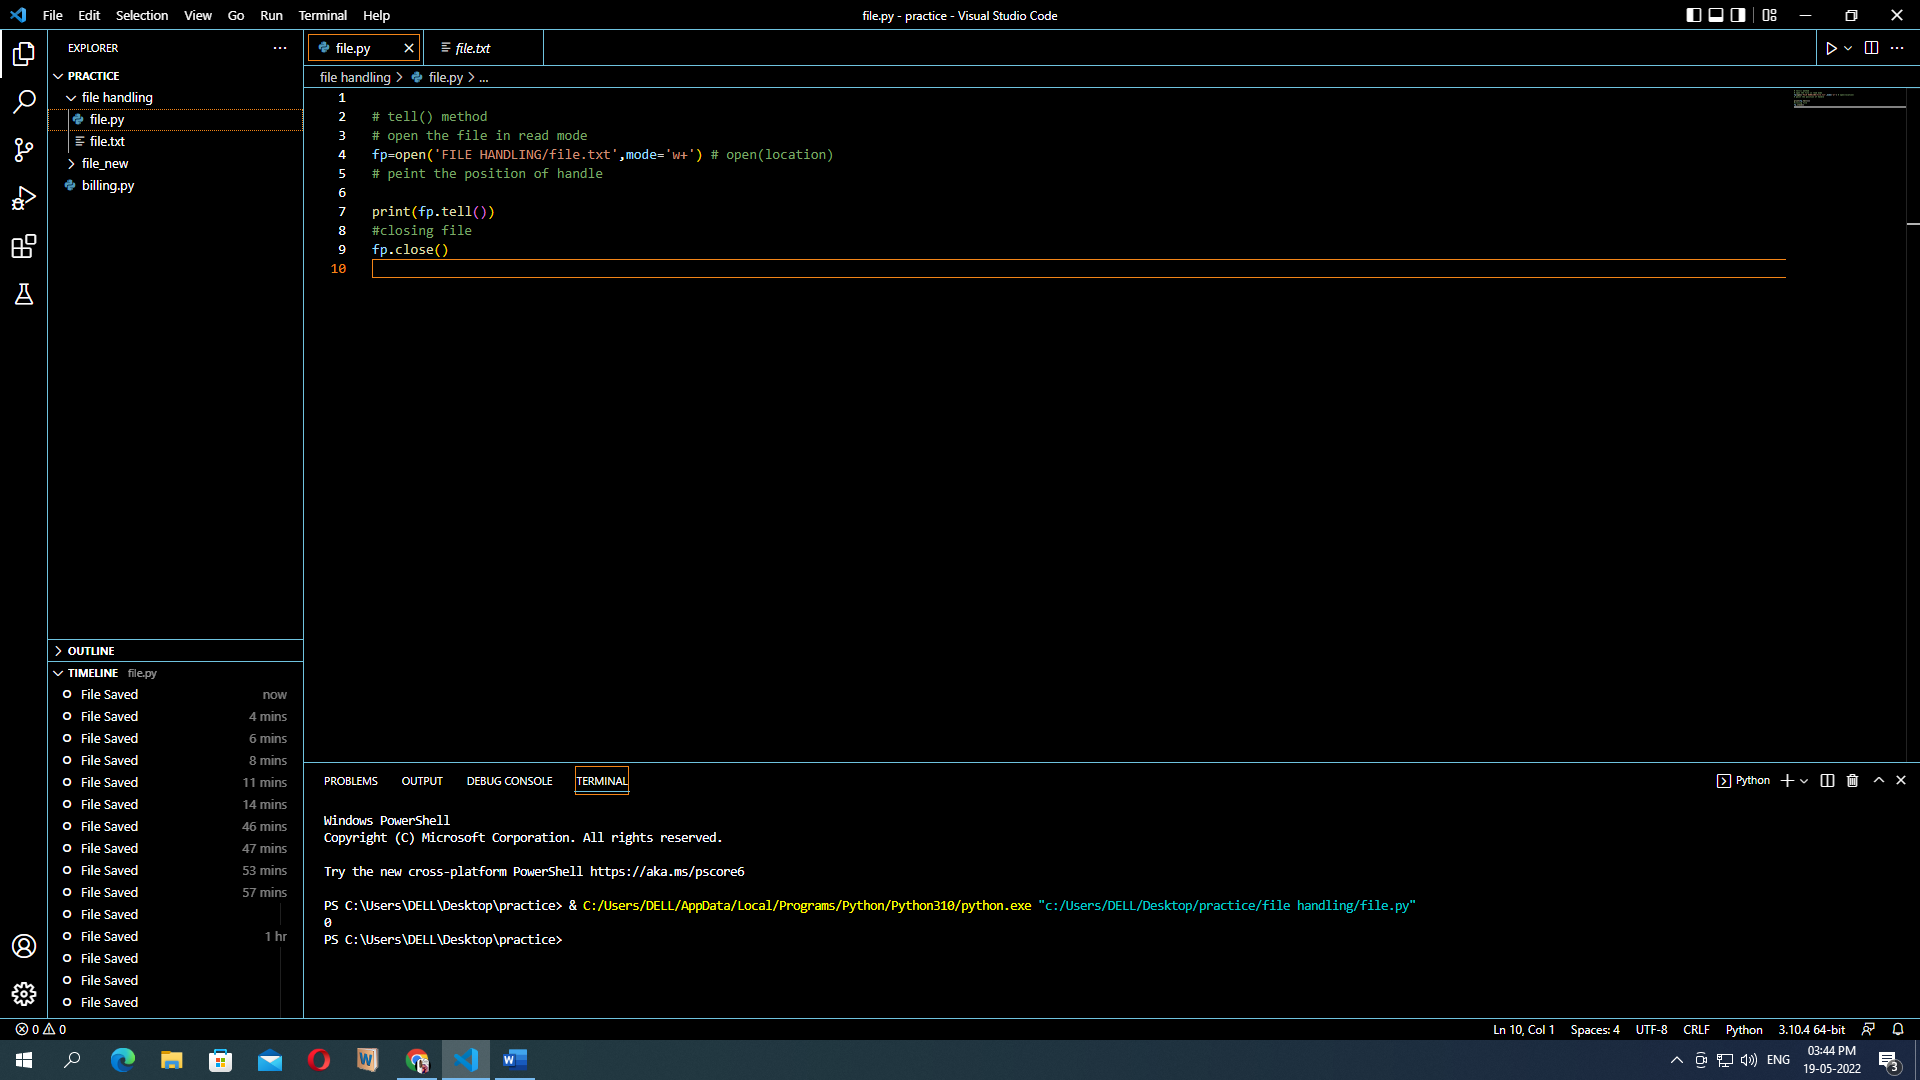 File Edit Selection View Go Run Terminal Help
file.py - practice - Visual Studio Code
EXPLORER
PRACTICE
file handling
file.py
file.txt
file_new
billing.py
OUTLINE
TIMELINE file.py
File Saved now
File Saved 4 mins
File Saved 6 mins
File Saved 8 mins
File Saved 11 mins
File Saved 14 mins
File Saved 46 mins
File Saved 47 mins
File Saved 53 mins
File Saved 57 mins
File Saved
File Saved 1 hr
File Saved
File Saved
File Saved
file.py file.txt
file handling > file.py > ...
1
2 # tell() method
3 # open the file in read mode
4 fp=open('FILE HANDLING/file.txt',mode='w+') # open(location)
5 # peint the position of handle
6
7 print(fp.tell())
8 #closing file
9 fp.close()
10
PROBLEMS OUTPUT DEBUG CONSOLE TERMINAL
Python
Windows PowerShell
Copyright (C) Microsoft Corporation. All rights reserved.
Try the new cross-platform PowerShell https://aka.ms/pscore6
PS C:\Users\DELL\Desktop\practice> & C:/Users/DELL/AppData/Local/Programs/Python/Python310/python.exe "c:/Users/DELL/Desktop/practice/file handling/file.py"
0
PS C:\Users\DELL\Desktop\practice>
0 0
Ln 10, Col 1 Spaces: 4 UTF-8 CRLF Python 3.10.4 64-bit
ENG
03:44 PM
19-05-2022
3